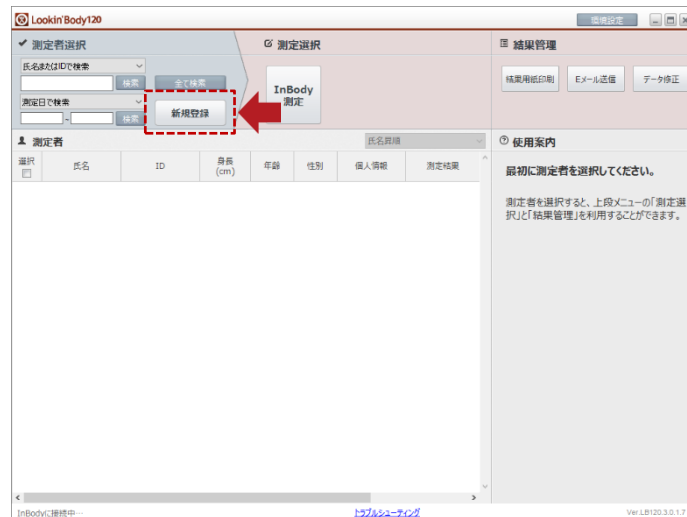 Lookin'Body120
環境設定
測定者選択
測定選択
結果管理
氏名またはIDで検索
検索
全て検索
測定日で検索
~
検索
新規登録
InBody
測定
結果用紙印刷
Eメール送信
データ修正
測定者
氏名昇順
使用案内
選択
氏名
ID
身長
(cm)
年齢
性別
個人情報
測定結果
最初に測定者を選択してください。
測定者を選択すると、上段メニューの「測定選
択」と「結果管理」を利用することができます。
InBodyに接続中…
トラブルシューティング
Ver.LB120.3.0.1.7